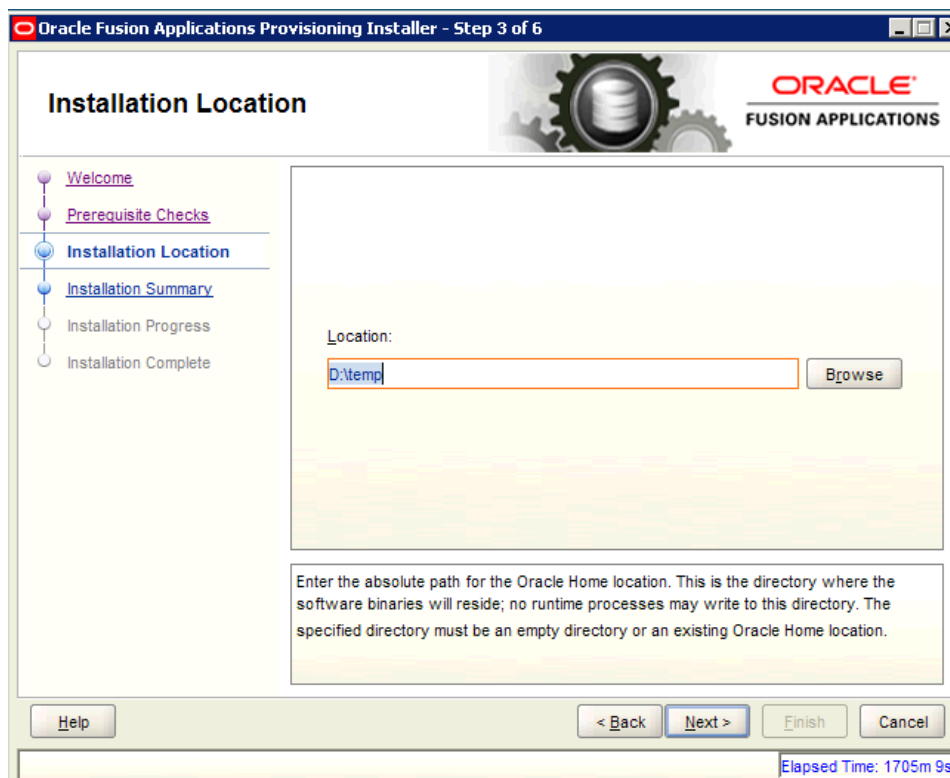 Oracle Fusion Applications Provisioning Installer - Step 3 of 6
Installation Location
ORACLE
FUSION APPLICATIONS
Welcome
Prerequisite Checks
Installation Location
Installation Summary
Installation Progress
Installation Complete
Location:
D:\temp
Browse
Enter the absolute path for the Oracle Home location. This is the directory where the
software binaries will reside; no runtime processes may write to this directory. The
specified directory must be an empty directory or an existing Oracle Home location.
Help
< Back
Next >
Finish
Cancel
Elapsed Time: 1705m 9s